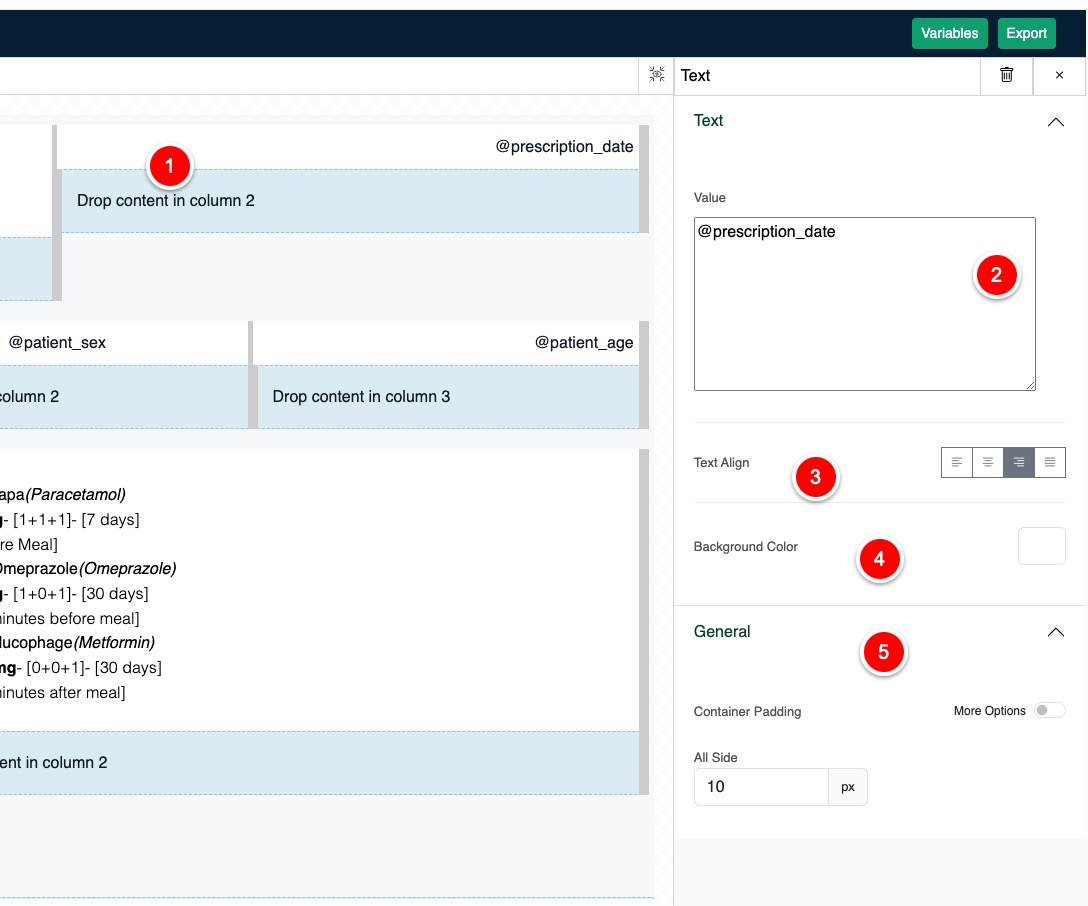 Variables
Export
Text
×
Text
@prescription_date
1
Drop content in column 2
Value
@prescription_date
2
@patient_sex
@patient_age
column 2
Drop content in column 3
Text Align
3
apa(Paracetamol)
- [1+1+1]- [7 days]
re Meal]
Omeprazole(Omeprazole)
- [1+0+1]- [30 days]
minutes before meal]
lucophage(Metformin)
mg- [0+0+1]- [30 days]
minutes after meal]
Background Color
4
General
5
Container Padding
More Options
All Side
10
px
ent in column 2